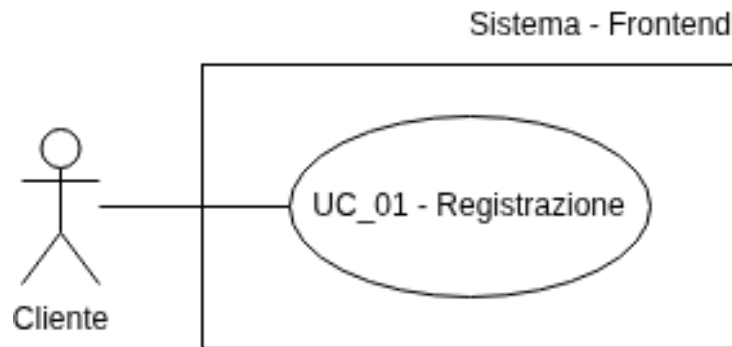 Sistema - Frontend
UC_01 - Registrazione
Cliente